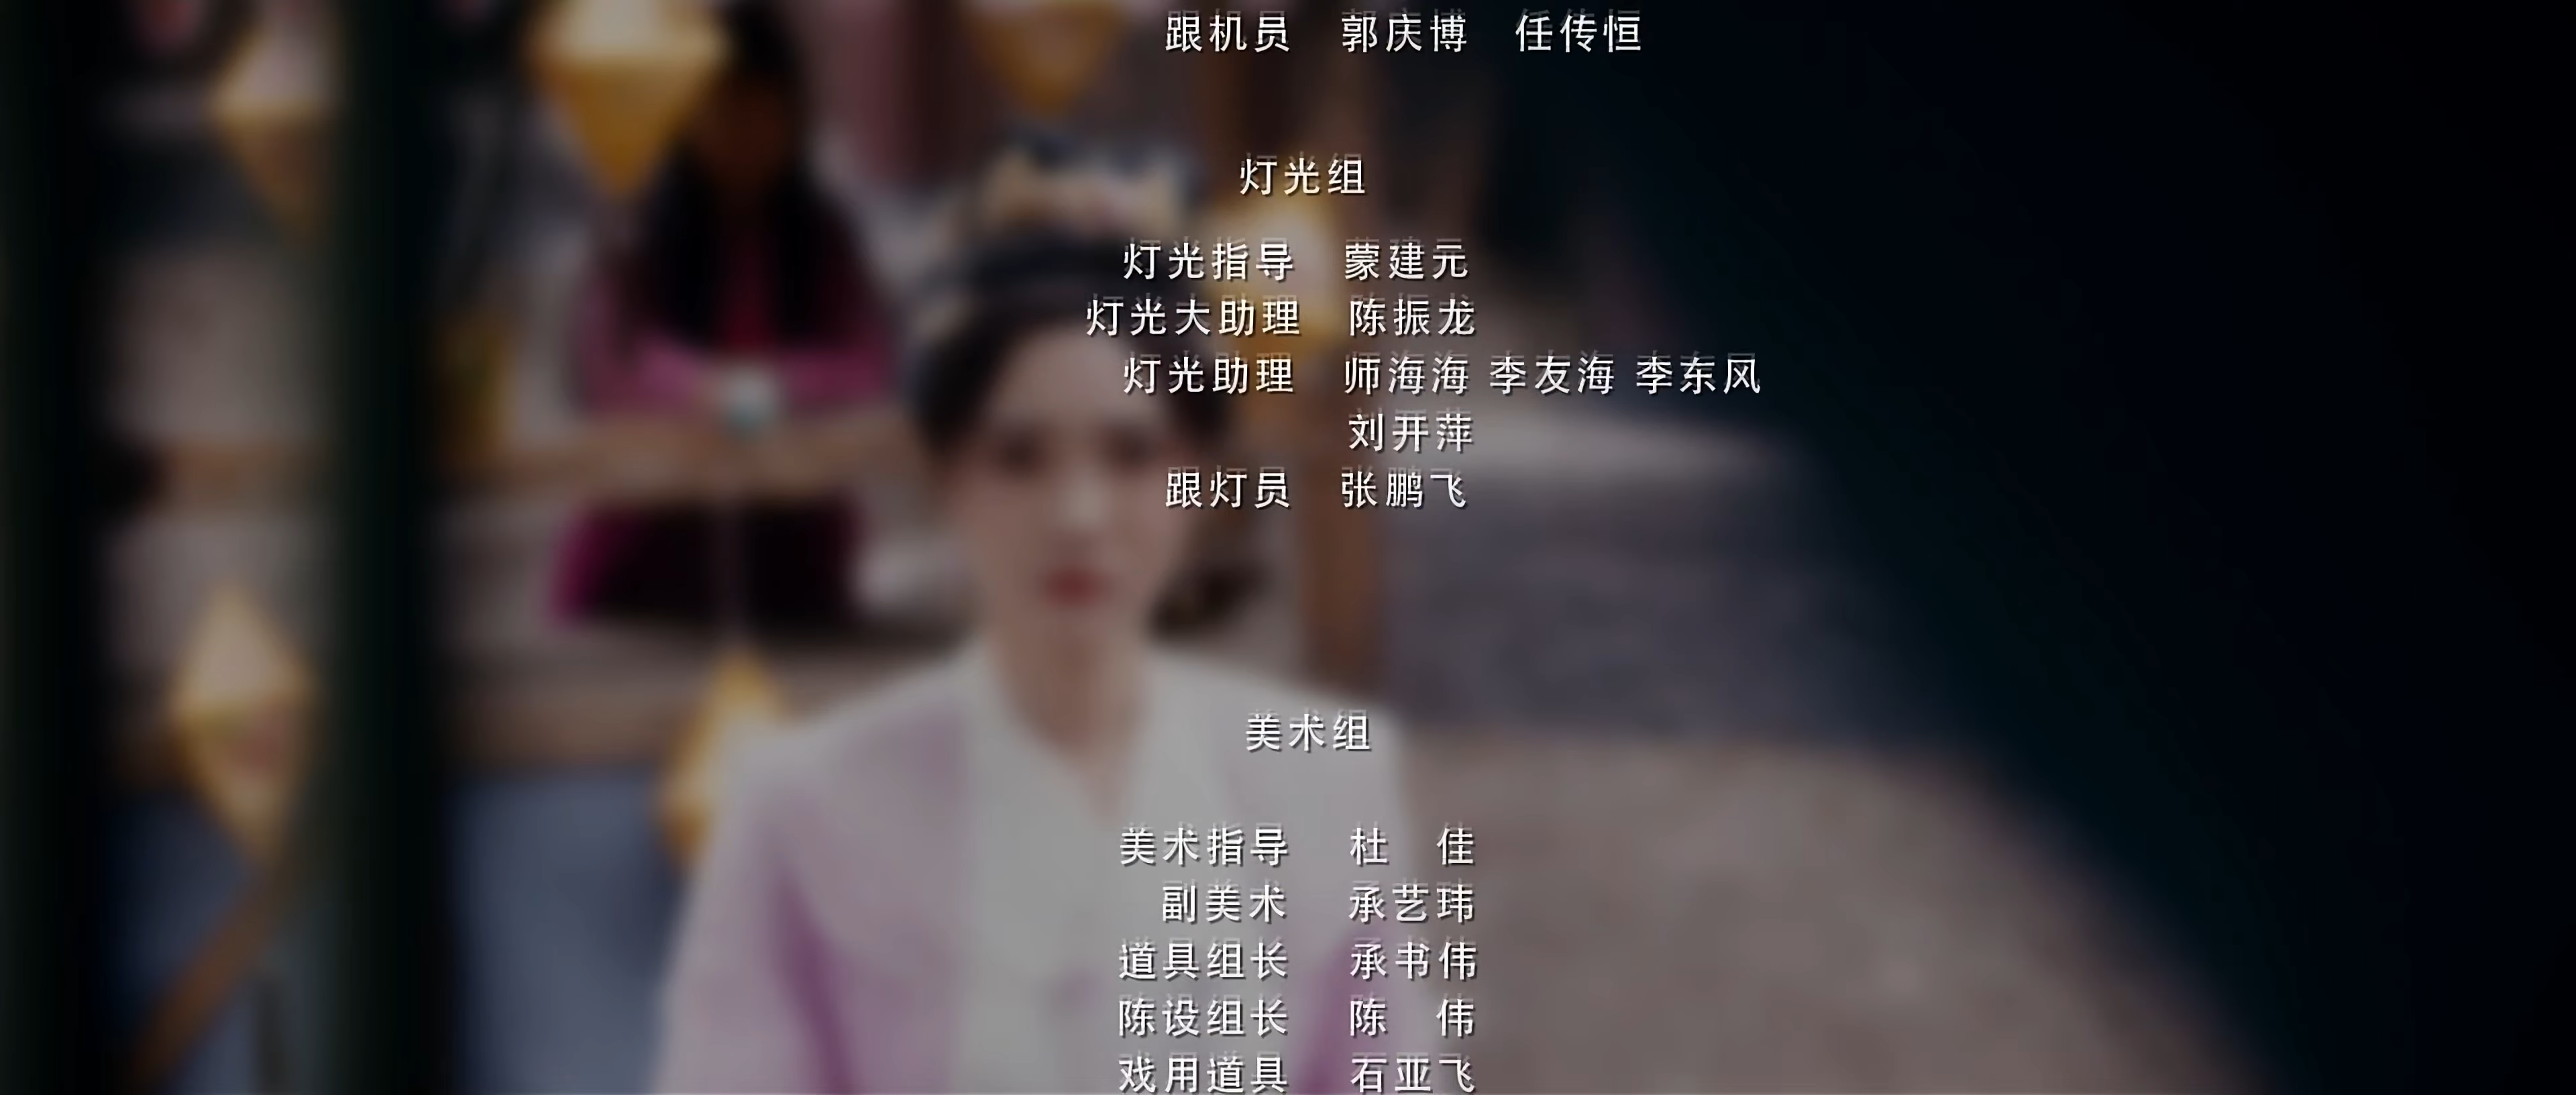 跟机员 郭庆博 任传恒
灯光组
灯光指导 蒙建元
灯光大助理 陈振龙
灯光助理 师海海 李友海 李东风
刘开萍
跟灯员 张鹏飞
美术组
美术指导 杜 佳
副美术 承艺玮
道具组长 承书伟
陈设组长 陈 伟
戏用道具 石亚飞